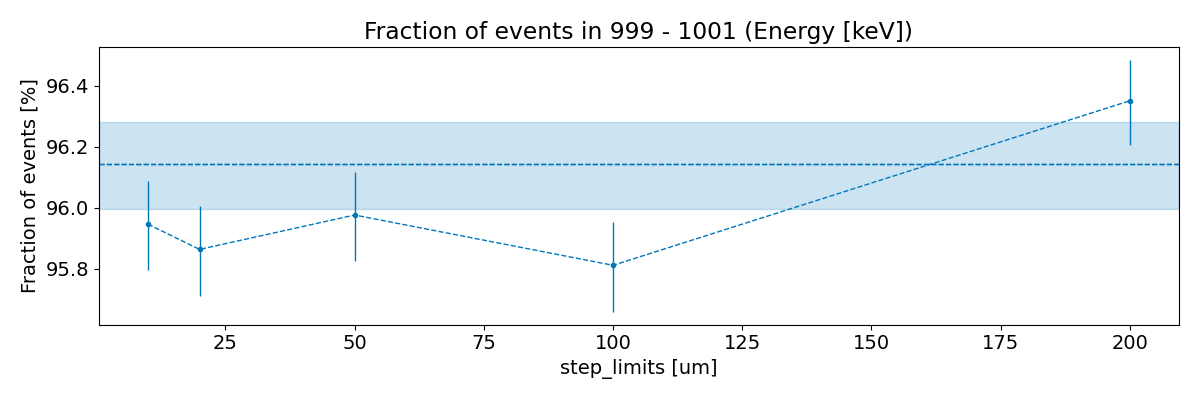 Fraction of events in 999 - 1001 (Energy [keV])
Fraction of events [%]
96.4
96.2
96.0
95.8
25 50 75 100 125 150 175 200
step_limits [um]